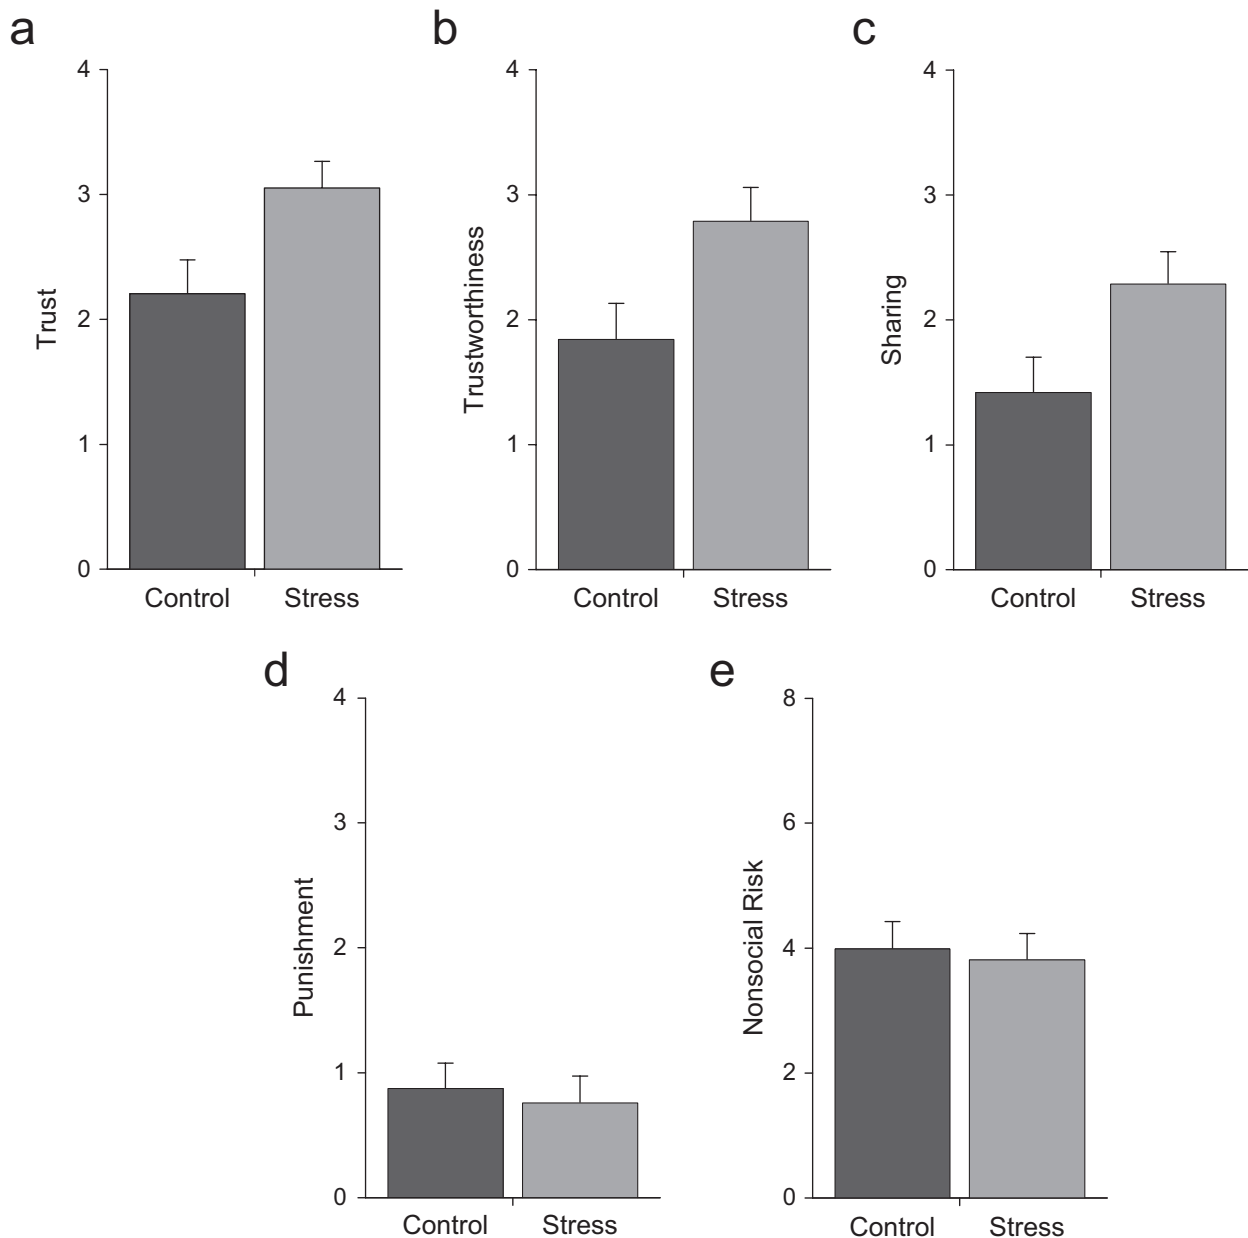 a
4
3
2
1
0
Trust
Control Stress
b
4
3
2
1
0
Trustworthiness
Control Stress
c
4
3
2
1
0
Sharing
Control Stress
d
4
3
2
1
0
Punishment
Control Stress
e
8
6
4
2
0
Nonsocial Risk
Control Stress